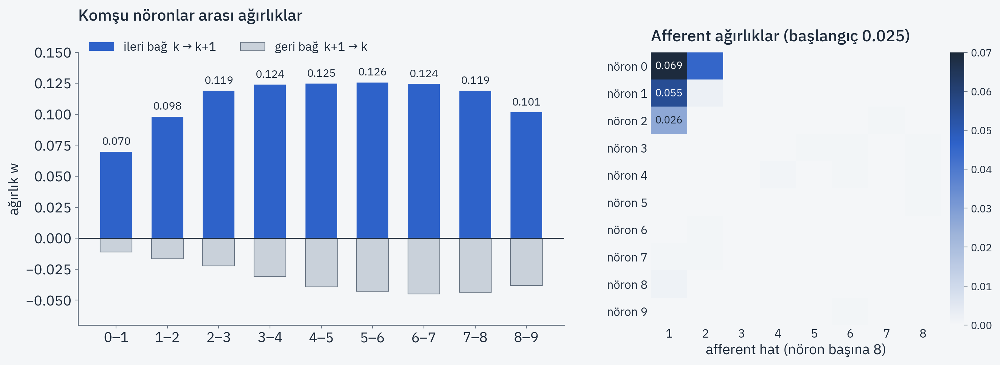 Komşu nöronlar arası ağırlıklar
ileri bağ k → k+1
geri bağ k+1 → k
ağırlık w
0.150
0.125
0.100
0.075
0.050
0.025
0.000
−0.025
−0.050
0.070
0.098
0.119
0.124
0.125
0.126
0.124
0.119
0.101
0–1
1–2
2–3
3–4
4–5
5–6
6–7
7–8
8–9
Afferent ağırlıklar (başlangıç 0.025)
nöron 0
nöron 1
nöron 2
nöron 3
nöron 4
nöron 5
nöron 6
nöron 7
nöron 8
nöron 9
0.069
0.055
0.026
1
2
3
4
5
6
7
8
afferent hat (nöron başına 8)
0.07
0.06
0.05
0.04
0.03
0.02
0.01
0.00